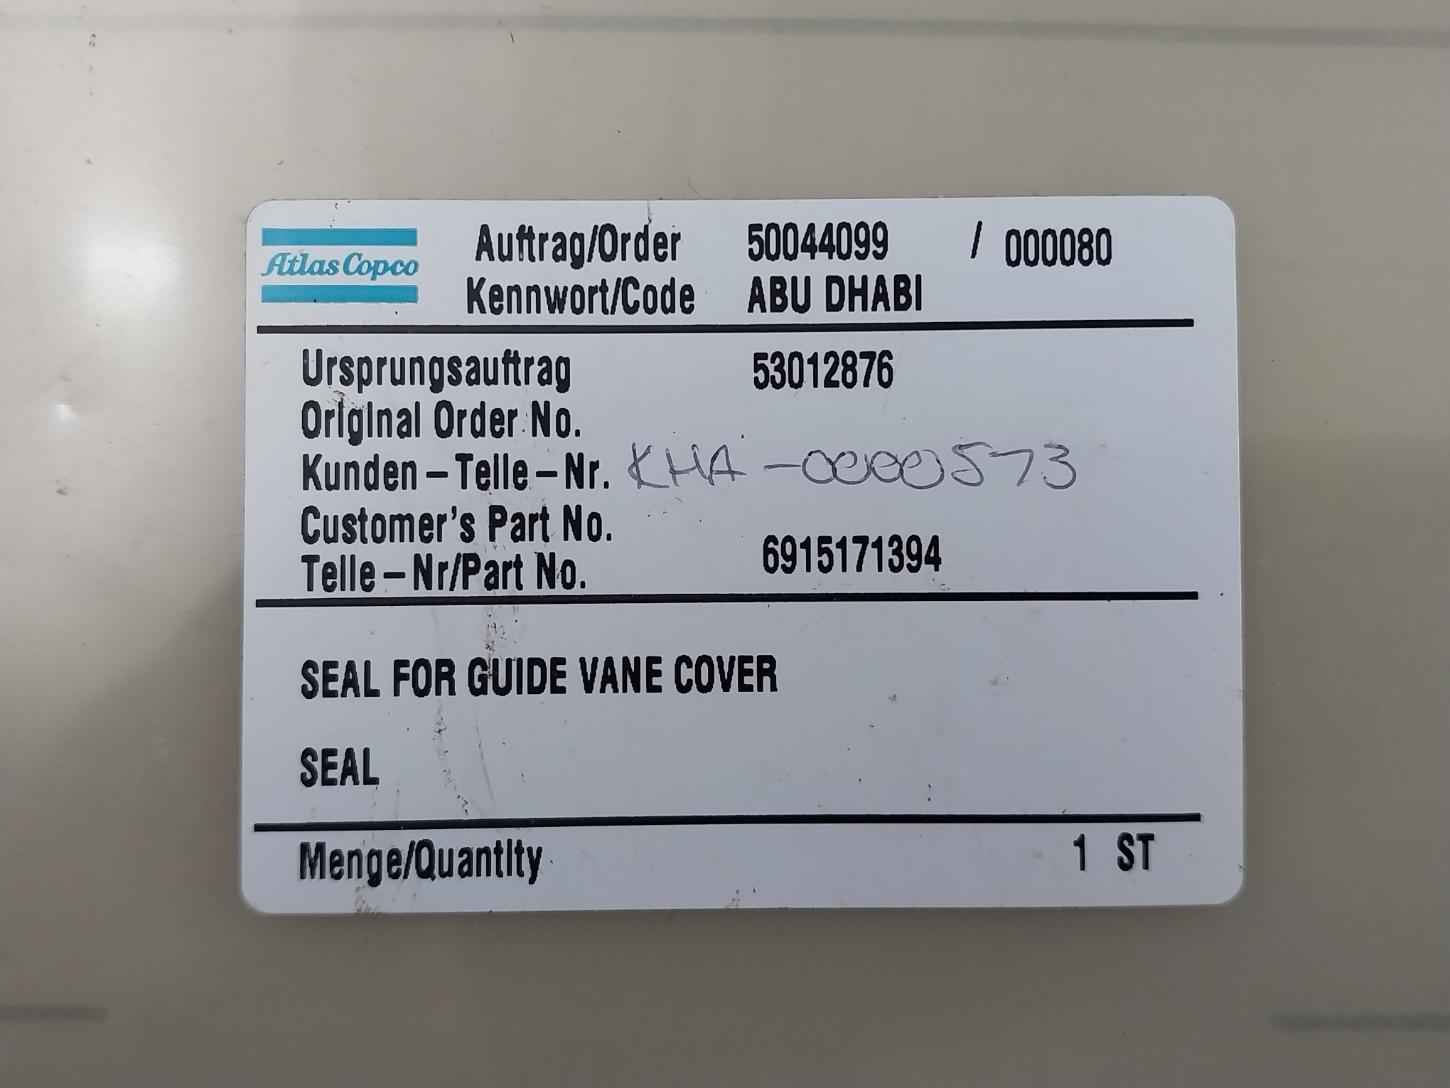 Atlas Copco
Auftrag/Order 50044099 / 000080
Kennwort/Code ABU DHABI
Ursprungsauftrag 53012876
Original Order No.
Kunden-Teile-Nr. KHA-0000573
Customer's Part No.
Teile-Nr/Part No. 6915171394
SEAL FOR GUIDE VANE COVER
SEAL
Menge/Quantity 1 ST